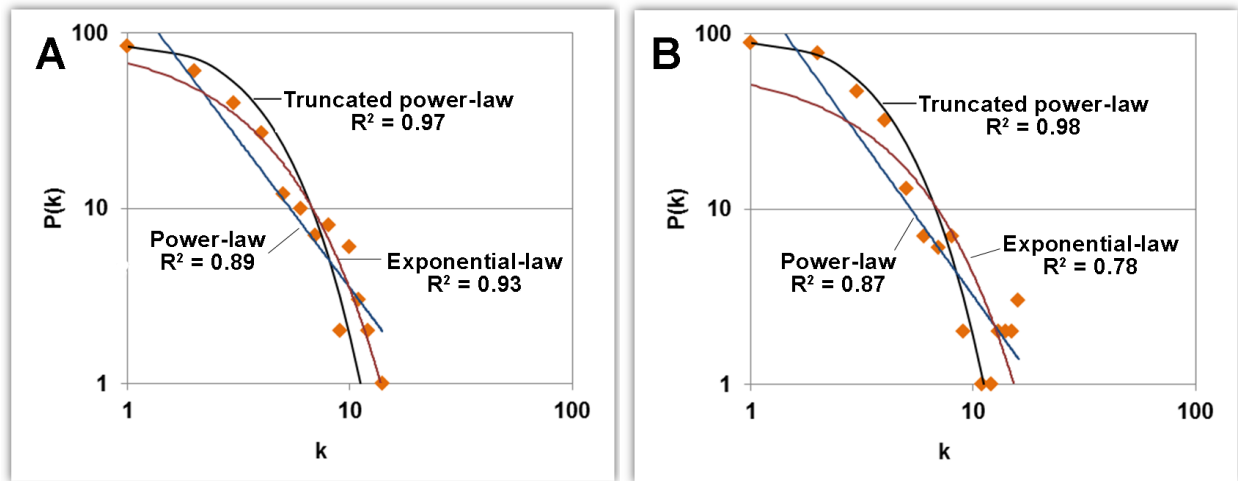 A
100
10
1
P(k)
Truncated power-law
R² = 0.97
Power-law
R² = 0.89
Exponential-law
R² = 0.93
1
10
100
k
B
100
10
1
P(k)
Truncated power-law
R² = 0.98
Power-law
R² = 0.87
Exponential-law
R² = 0.78
1
10
100
k